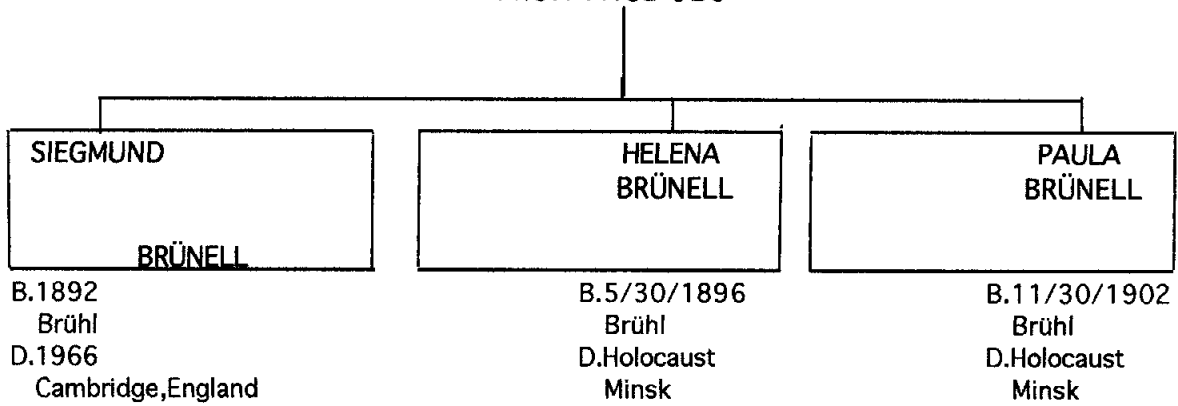 SIEGMUND
BRÜNELL
B.1892
Brühl
D.1966
Cambridge,England
HELENA
BRÜNELL
B.5/30/1896
Brühl
D.Holocaust
Minsk
PAULA
BRÜNELL
B.11/30/1902
Brühl
D.Holocaust
Minsk